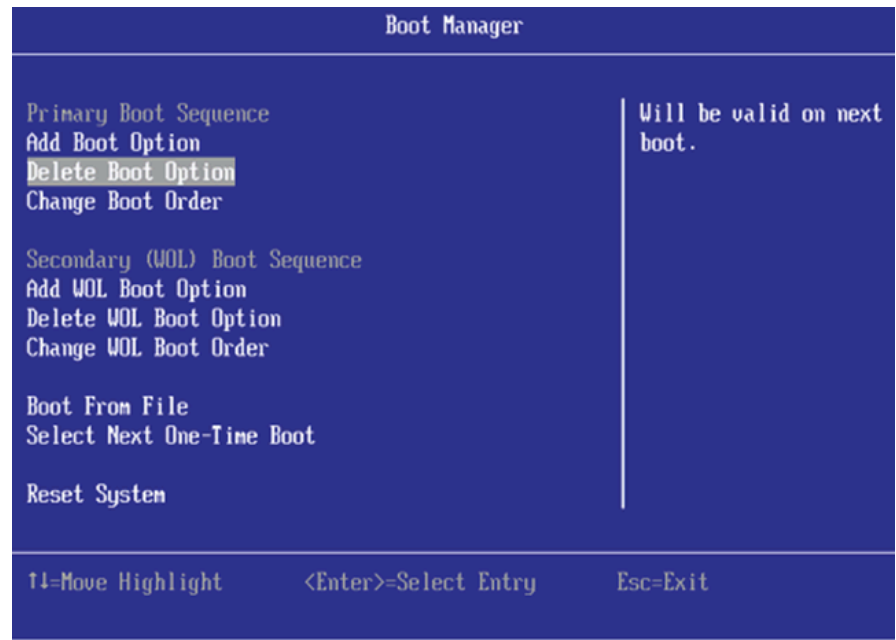 Boot Manager
Primary Boot Sequence
Add Boot Option
Delete Boot Option
Change Boot Order
Secondary (WOL) Boot Sequence
Add WOL Boot Option
Delete WOL Boot Option
Change WOL Boot Order
Boot From File
Select Next One-Time Boot
Reset System
Will be valid on next
boot.
↑↓=Move Highlight <Enter>=Select Entry Esc=Exit